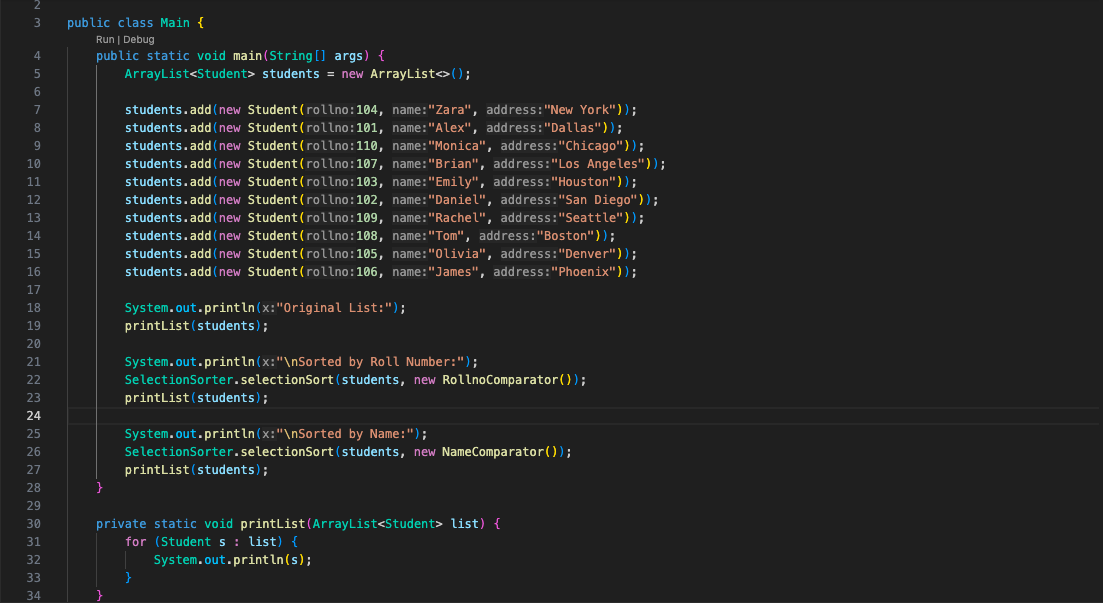 2
3 public class Main {
Run | Debug
4 public static void main(String[] args) {
5 ArrayList<Student> students = new ArrayList<>();
6
7 students.add(new Student(rollno:104, name:"Zara", address:"New York"));
8 students.add(new Student(rollno:101, name:"Alex", address:"Dallas"));
9 students.add(new Student(rollno:110, name:"Monica", address:"Chicago"));
10 students.add(new Student(rollno:107, name:"Brian", address:"Los Angeles"));
11 students.add(new Student(rollno:103, name:"Emily", address:"Houston"));
12 students.add(new Student(rollno:102, name:"Daniel", address:"San Diego"));
13 students.add(new Student(rollno:109, name:"Rachel", address:"Seattle"));
14 students.add(new Student(rollno:108, name:"Tom", address:"Boston"));
15 students.add(new Student(rollno:105, name:"Olivia", address:"Denver"));
16 students.add(new Student(rollno:106, name:"James", address:"Phoenix"));
17
18 System.out.println(x:"Original List:");
19 printList(students);
20
21 System.out.println(x:"\nSorted by Roll Number:");
22 SelectionSorter.selectionSort(students, new RollnoComparator());
23 printList(students);
24
25 System.out.println(x:"\nSorted by Name:");
26 SelectionSorter.selectionSort(students, new NameComparator());
27 printList(students);
28 }
29
30 private static void printList(ArrayList<Student> list) {
31 for (Student s : list) {
32 System.out.println(s);
33 }
34 }